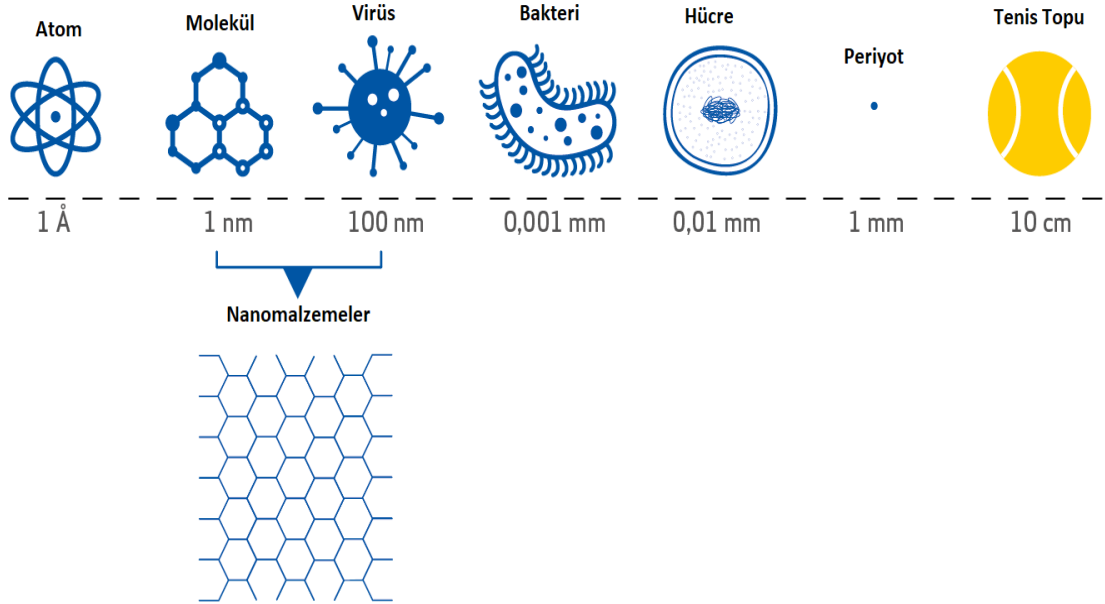 Atom
Molekül
Virüs
Bakteri
Hücre
Periyot
Tenis Topu
1 Å
1 nm
100 nm
0,001 mm
0,01 mm
1 mm
10 cm
Nanomalzemeler